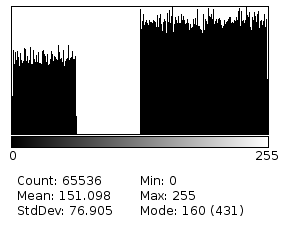 0 255
Count: 65536 Min: 0
Mean: 151.098 Max: 255
StdDev: 76.905 Mode: 160 (431)